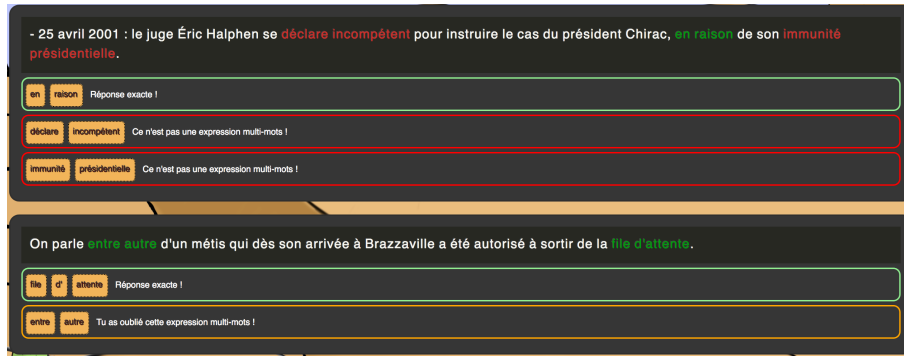 - 25 avril 2001 : le juge Éric Halphen se déclare incompétent pour instruire le cas du président Chirac, en raison de son immunité
présidentielle.
en raison Réponse exacte !
déclare incompétent Ce n'est pas une expression multi-mots !
immunité présidentielle Ce n'est pas une expression multi-mots !
On parle entre autre d'un métis qui dès son arrivée à Brazzaville a été autorisé à sortir de la file d'attente.
file d' attente Réponse exacte !
entre autre Tu as oublié cette expression multi-mots !